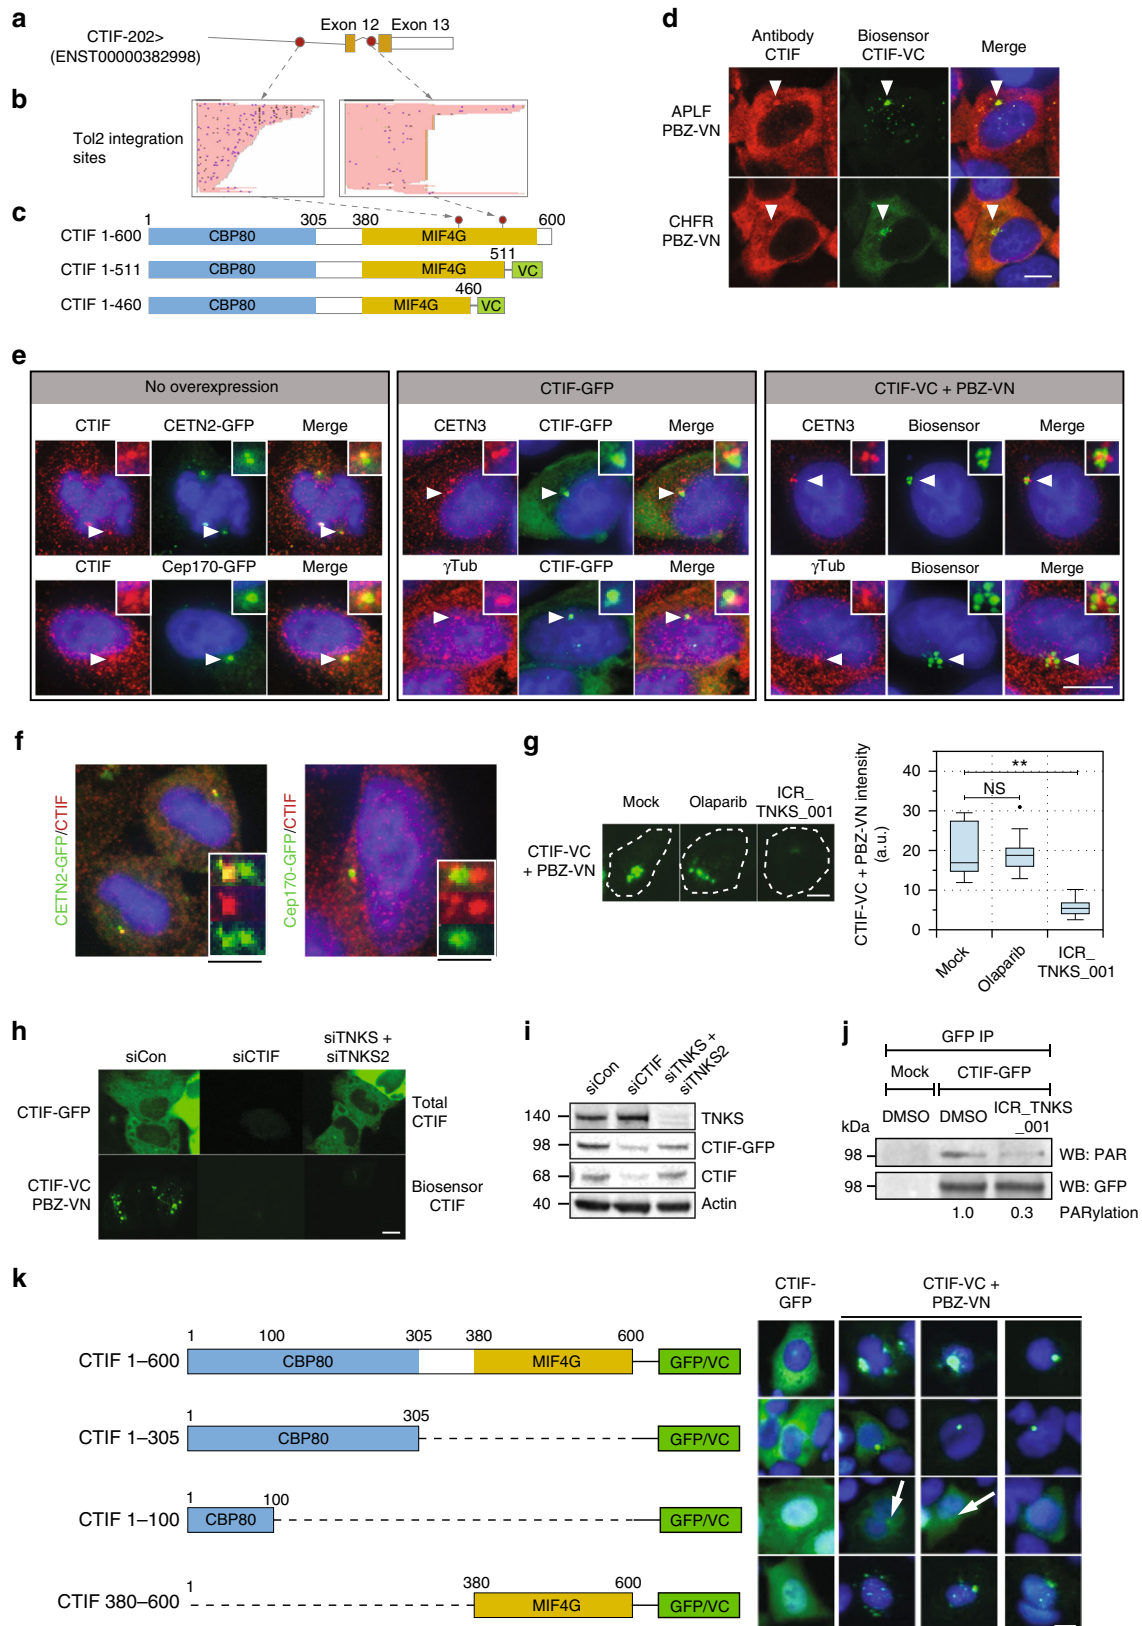 a
CTIF-202>
(ENST00000382998)
Exon 12
Exon 13
b
Tol2 integration
sites
c
1
305
380
600
CTIF 1-600
CBP80
MIF4G
511
CTIF 1-511
CBP80
MIF4G
VC
460
CTIF 1-460
CBP80
MIF4G
VC
d
Antibody
CTIF
Biosensor
CTIF-VC
Merge
APLF
PBZ-VN
CHFR
PBZ-VN
e
No overexpression
CTIF-GFP
CTIF-VC + PBZ-VN
CTIF
CETN2-GFP
Merge
CETN3
CTIF-GFP
Merge
CETN3
Biosensor
Merge
CTIF
Cep170-GFP
Merge
γTub
CTIF-GFP
Merge
γTub
Biosensor
Merge
f
CETN2-GFP/CTIF
Cep170-GFP/CTIF
g
Mock
Olaparib
ICR_
TNKS_001
CTIF-VC
+ PBZ-VN
CTIF-VC + PBZ-VN intensity
(a.u.)
40
30
20
10
0
**
NS
Mock
Olaparib
ICR_
TNKS_001
h
siCon
siCTIF
siTNKS +
siTNKS2
CTIF-GFP
Total
CTIF
CTIF-VC
PBZ-VN
Biosensor
CTIF
i
siCon
siCTIF
siTNKS +
siTNKS2
140
TNKS
98
CTIF-GFP
68
CTIF
40
Actin
j
GFP IP
Mock
CTIF-GFP
DMSO
DMSO
ICR_TNKS
_001
kDa
98
WB: PAR
98
WB: GFP
1.0
0.3
PARylation
k
CTIF-
GFP
CTIF-VC +
PBZ-VN
1
100
305
380
600
CTIF 1–600
CBP80
MIF4G
GFP/VC
1
305
CTIF 1–305
CBP80
GFP/VC
1
100
CTIF 1–100
CBP80
GFP/VC
1
380
600
CTIF 380–600
MIF4G
GFP/VC